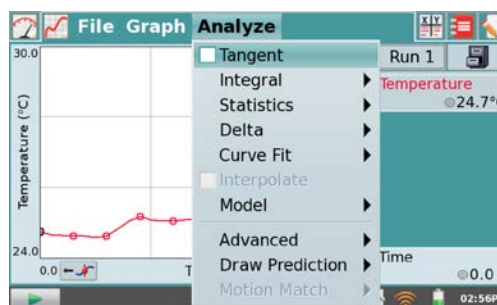 File Graph Analyze
30.0
Temperature (°C)
24.0
0.0
T
Tangent
Integral
Statistics
Delta
Curve Fit
Interpolate
Model
Advanced
Draw Prediction
Motion Match
X Y
Run 1
Temperature
24.7°
Time
0.0
02:56P